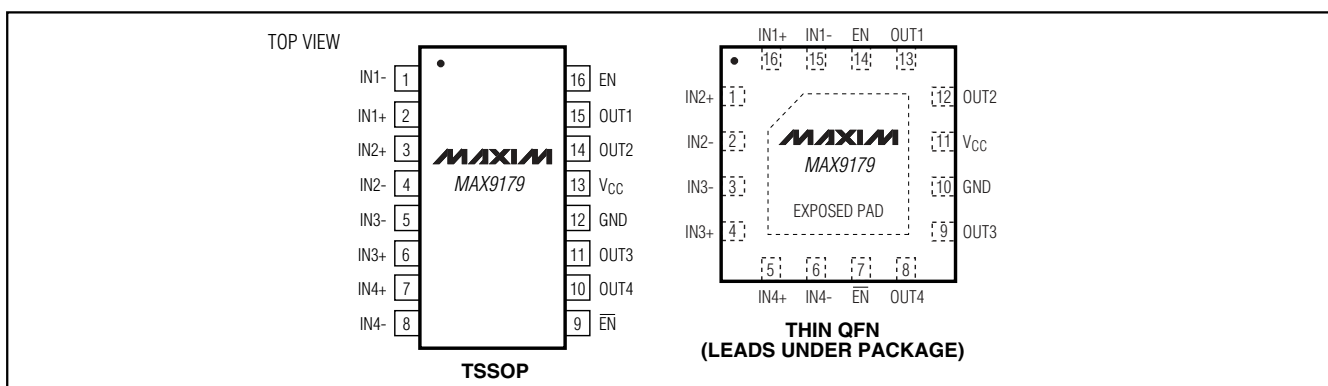 TOP VIEW
IN1- 1
IN1+ 2
IN2+ 3
IN2- 4
IN3- 5
IN3+ 6
IN4+ 7
IN4- 8
MAXIM
MAX9179
16 EN
15 OUT1
14 OUT2
13 VCC
12 GND
11 OUT3
10 OUT4
9 E̅N̅
TSSOP
IN1+ IN1- EN OUT1
16 15 14 13
IN2+ 1
IN2- 2
IN3- 3
IN3+ 4
MAXIM
MAX9179
EXPOSED PAD
12 OUT2
11 VCC
10 GND
9 OUT3
5 6 7 8
IN4+ IN4- E̅N̅ OUT4
THIN QFN
(LEADS UNDER PACKAGE)